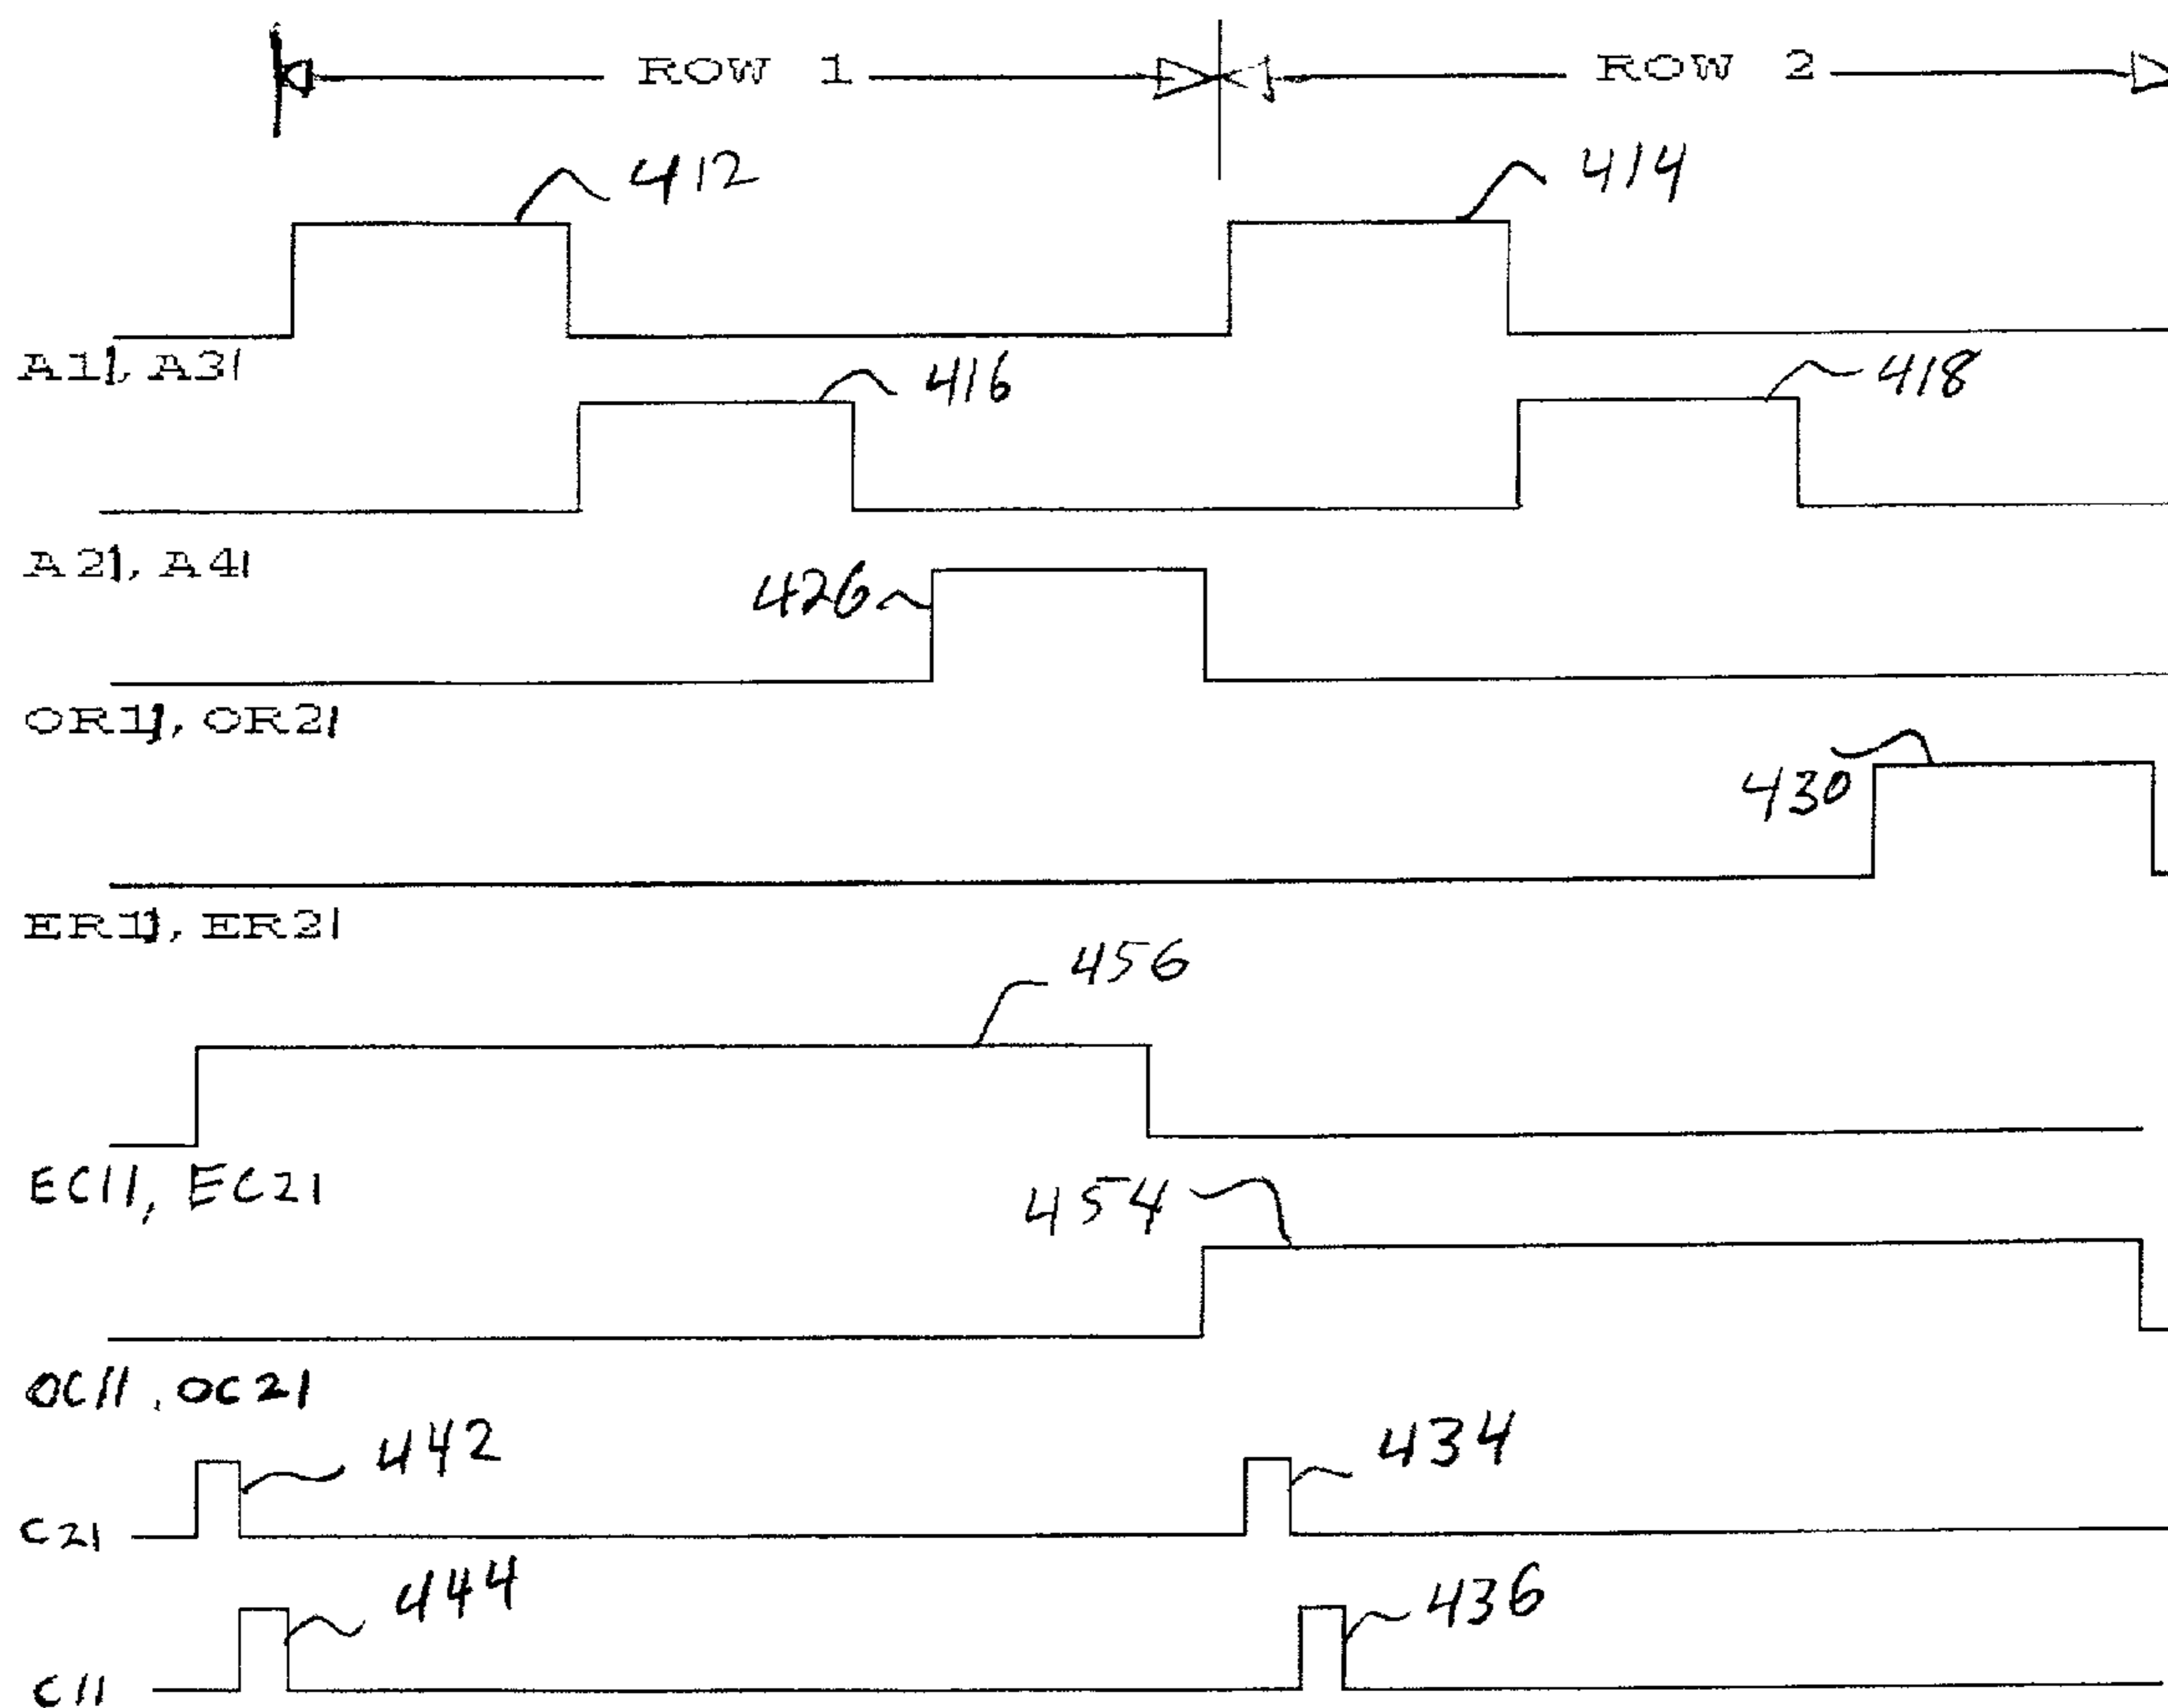 ROW 1 ROW 2
412 414
A11, A31
416 418
A21, A41
426
OR11, OR21
430
ER11, ER21
456
EC11, EC21
454
OC11, OC21
442 434
C21
444 436
C11